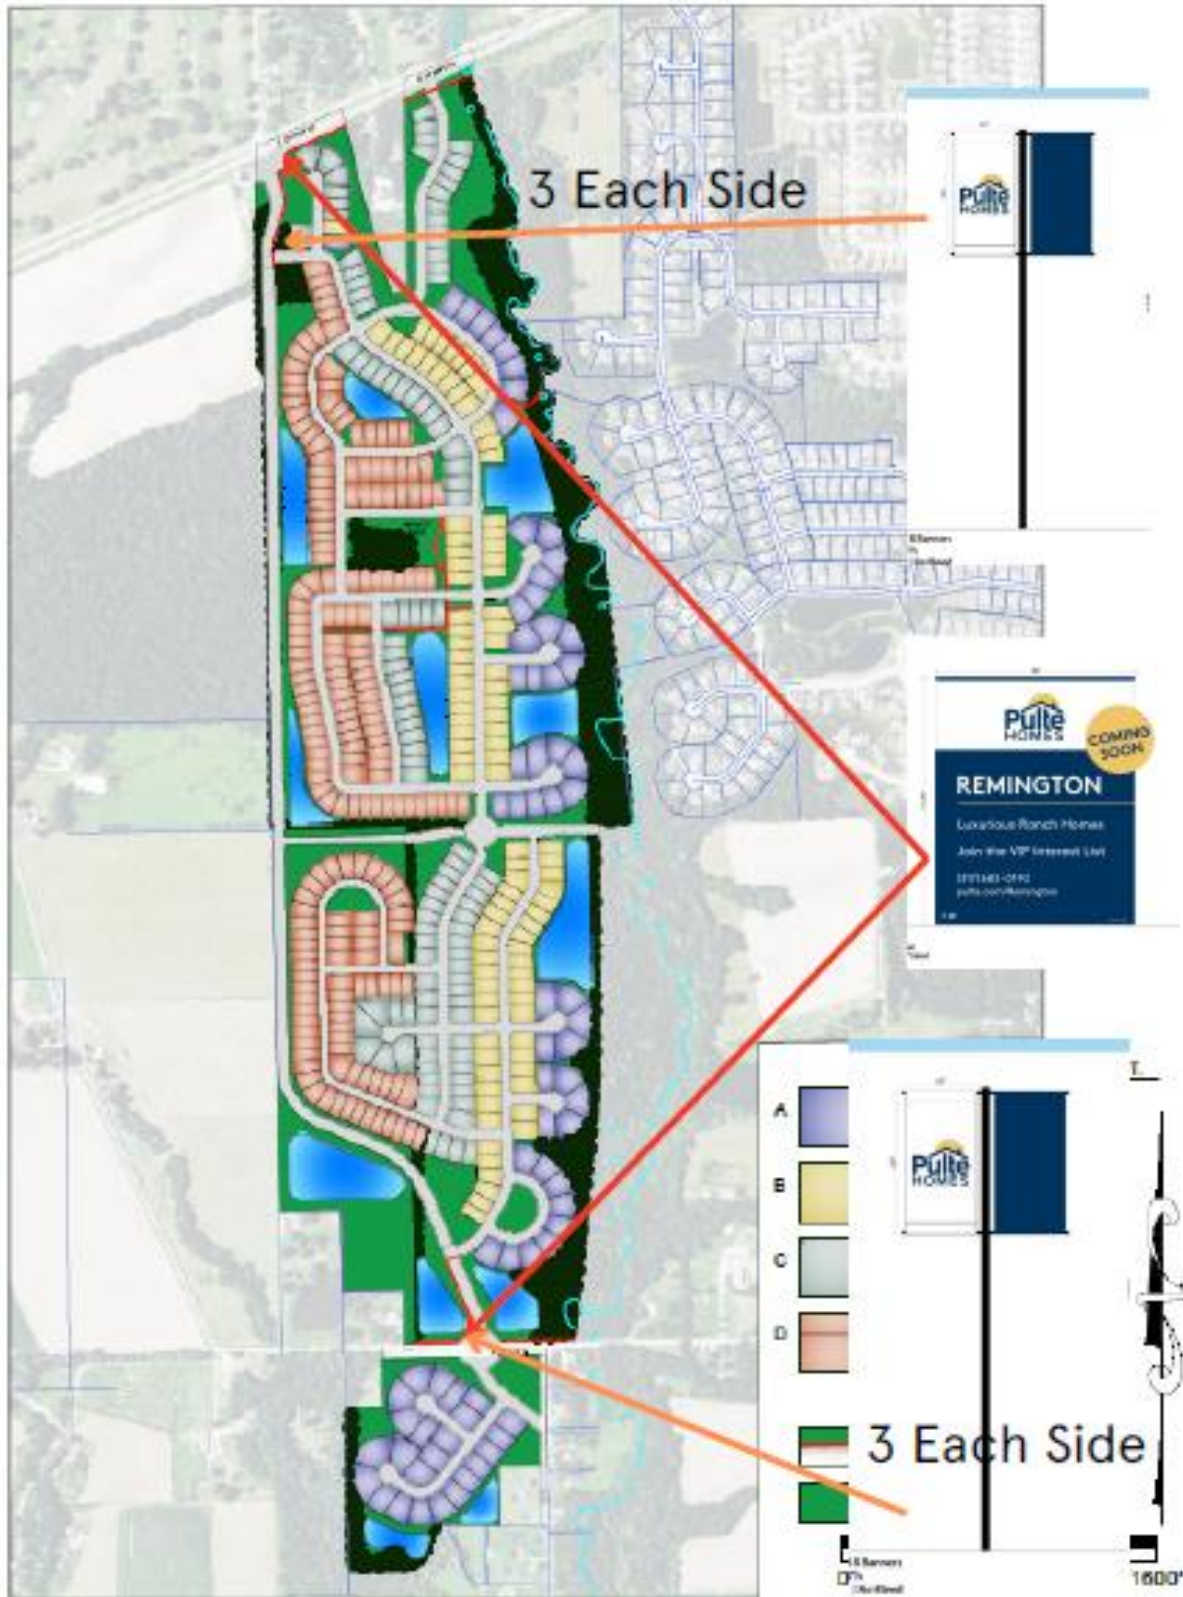 3 Each Side
Pulte
HOMES
Pulte
HOMES
COMING
SOON
REMINGTON
Luxurious Ranch Homes
Join the VIP Interest List
pulte.com/Remington
T.
A
B
C
D
Pulte
HOMES
3 Each Side
Banners
1600'